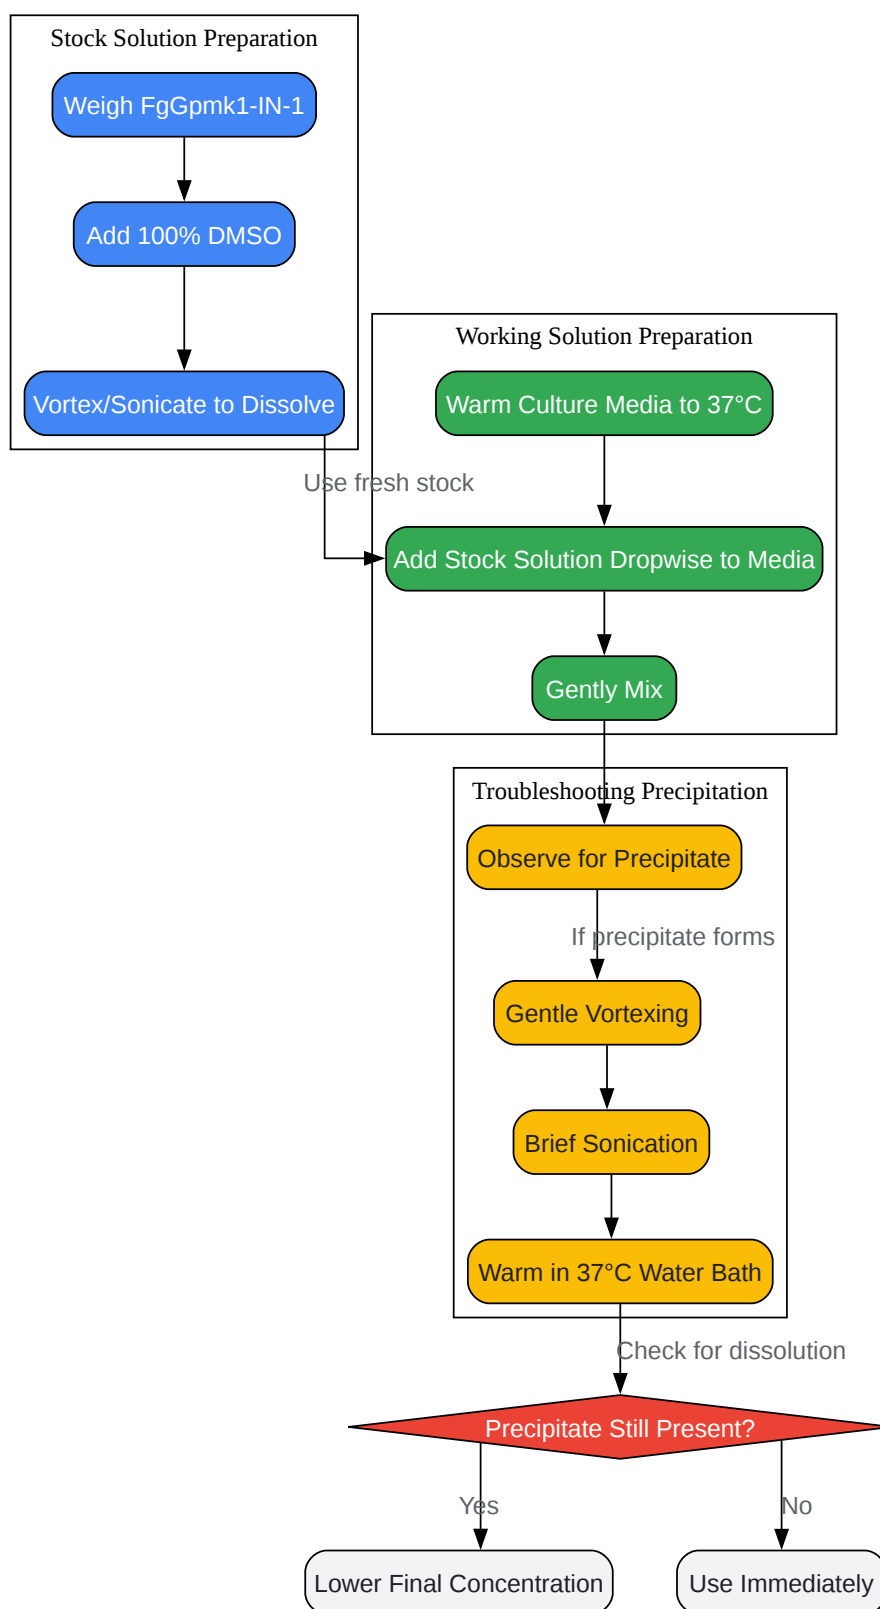 Stock Solution Preparation
Weigh FgGpmk1-IN-1
Add 100% DMSO
Vortex/Sonicate to Dissolve
Use fresh stock
Working Solution Preparation
Warm Culture Media to 37°C
Add Stock Solution Dropwise to Media
Gently Mix
Troubleshooting Precipitation
Observe for Precipitate
If precipitate forms
Gentle Vortexing
Brief Sonication
Warm in 37°C Water Bath
Check for dissolution
Precipitate Still Present?
Yes
No
Lower Final Concentration
Use Immediately